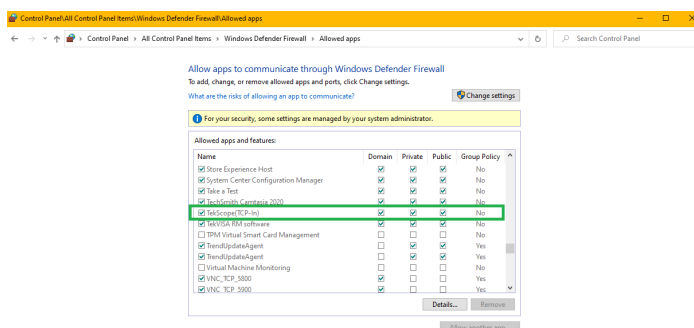 Control Panel\All Control Panel Items\Windows Defender Firewall\Allowed apps
Control Panel > All Control Panel Items > Windows Defender Firewall > Allowed apps
Search Control Panel
Allow apps to communicate through Windows Defender Firewall
To add, change, or remove allowed apps and ports, click Change settings.
What are the risks of allowing an app to communicate?
Change settings
For your security, some settings are managed by your system administrator.
Allowed apps and features:
Name Domain Private Public Group Policy
Store Experience Host No
System Center Configuration Manager No
Take a Test No
TechSmith Camtasia 2020 No
TekScope(TCP-In) No
TekVISA RM software No
TPM Virtual Smart Card Management No
TrendUpdateAgent Yes
TrendUpdateAgent Yes
Virtual Machine Monitoring No
VNC_TCP_5800 Yes
VNC_TCP_5900 Yes
Details... Remove
Allow another app...